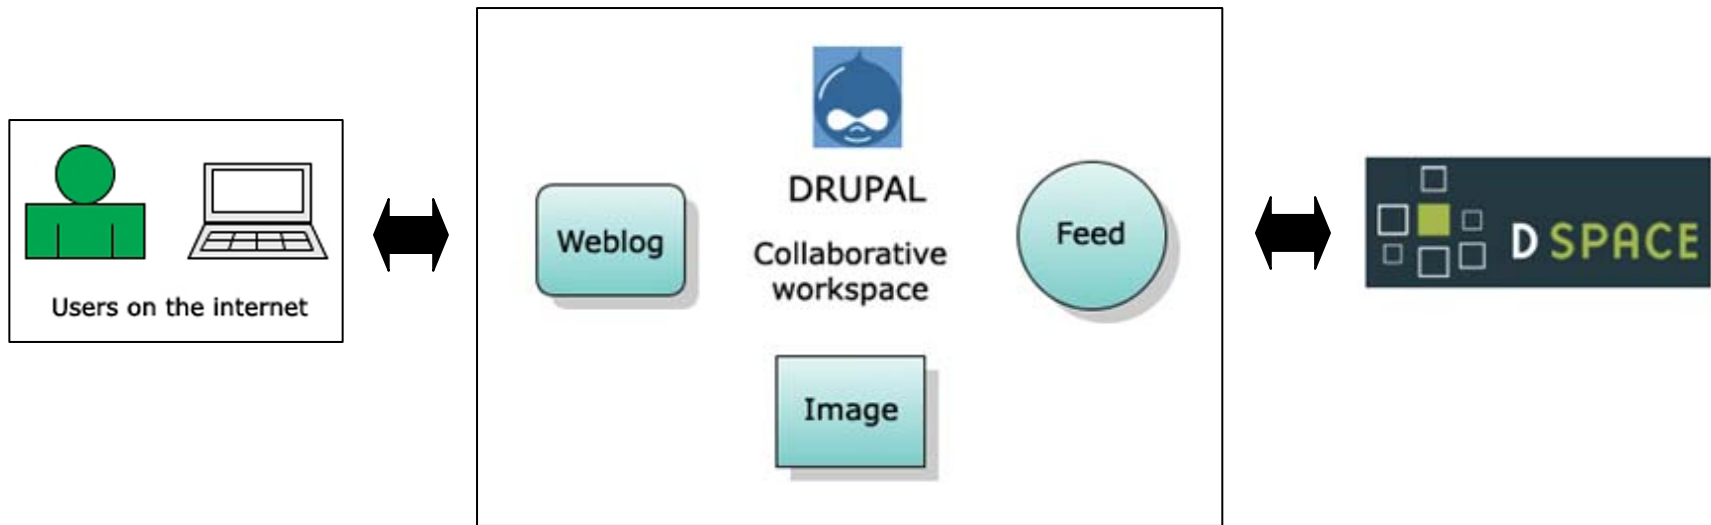 Users on the internet
Weblog
DRUPAL
Collaborative
workspace
Feed
Image
D SPACE